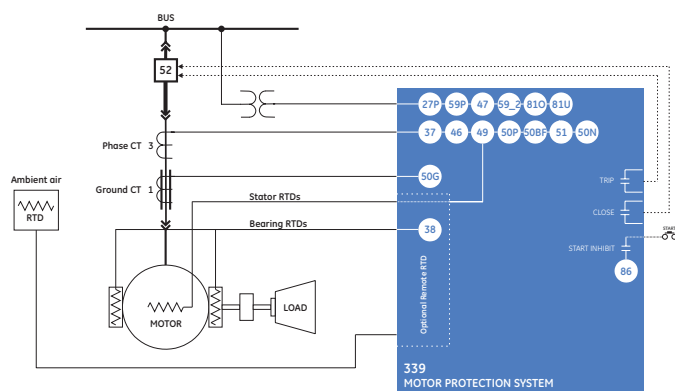 BUS
52
27P 59P 47 59_2 81O 81U
Phase CT 3
37 46 49 50P 50BF 51 50N
Ambient air
RTD
Ground CT 1
50G
Stator RTDs
TRIP
Bearing RTDs
38
CLOSE
START
START INHIBIT
86
Optional Remote RTD
LOAD
MOTOR
339
MOTOR PROTECTION SYSTEM